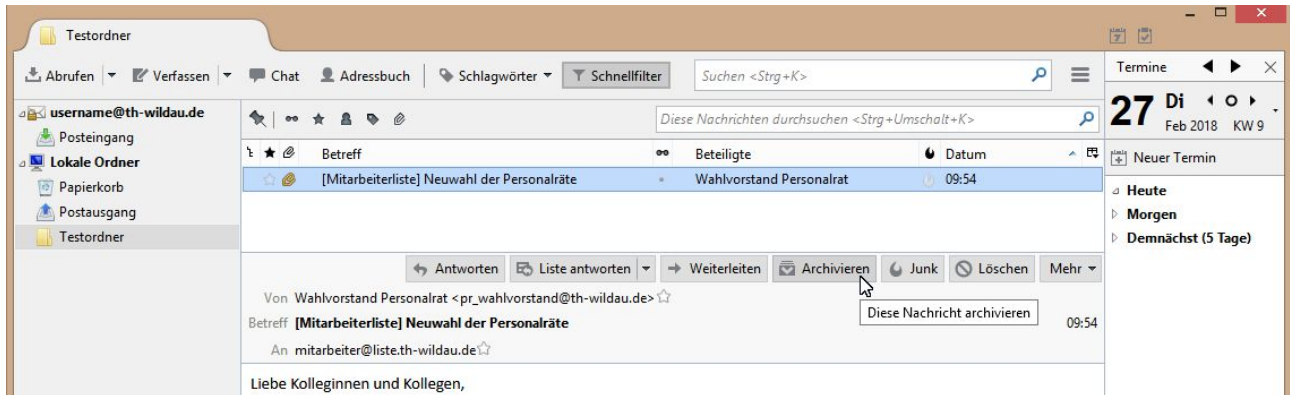 Testordner
Abrufen Verfassen Chat Adressbuch Schlagwörter Schnellfilter Suchen <Strg+K>
Termine
27 Di
Feb 2018 KW 9
Neuer Termin
Heute
Morgen
Demnächst (5 Tage)
username@th-wildau.de
Posteingang
Lokale Ordner
Papierkorb
Postausgang
Testordner
Diese Nachrichten durchsuchen <Strg+Umschalt+K>
Betreff Beteiligte Datum
[Mitarbeiterliste] Neuwahl der Personalräte Wahlvorstand Personalrat 09:54
Antworten Liste antworten Weiterleiten Archivieren Junk Löschen Mehr
Von Wahlvorstand Personalrat <pr_wahlvorstand@th-wildau.de>
Diese Nachricht archivieren
Betreff [Mitarbeiterliste] Neuwahl der Personalräte 09:54
An mitarbeiter@liste.th-wildau.de
Liebe Kolleginnen und Kollegen,